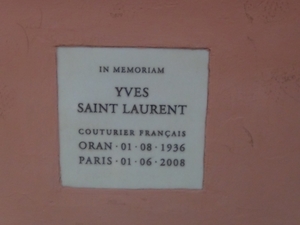 IN MEMORIAM
YVES
SAINT LAURENT
COUTURIER FRANÇAIS
ORAN · 01 · 08 · 1936
PARIS · 01 · 06 · 2008